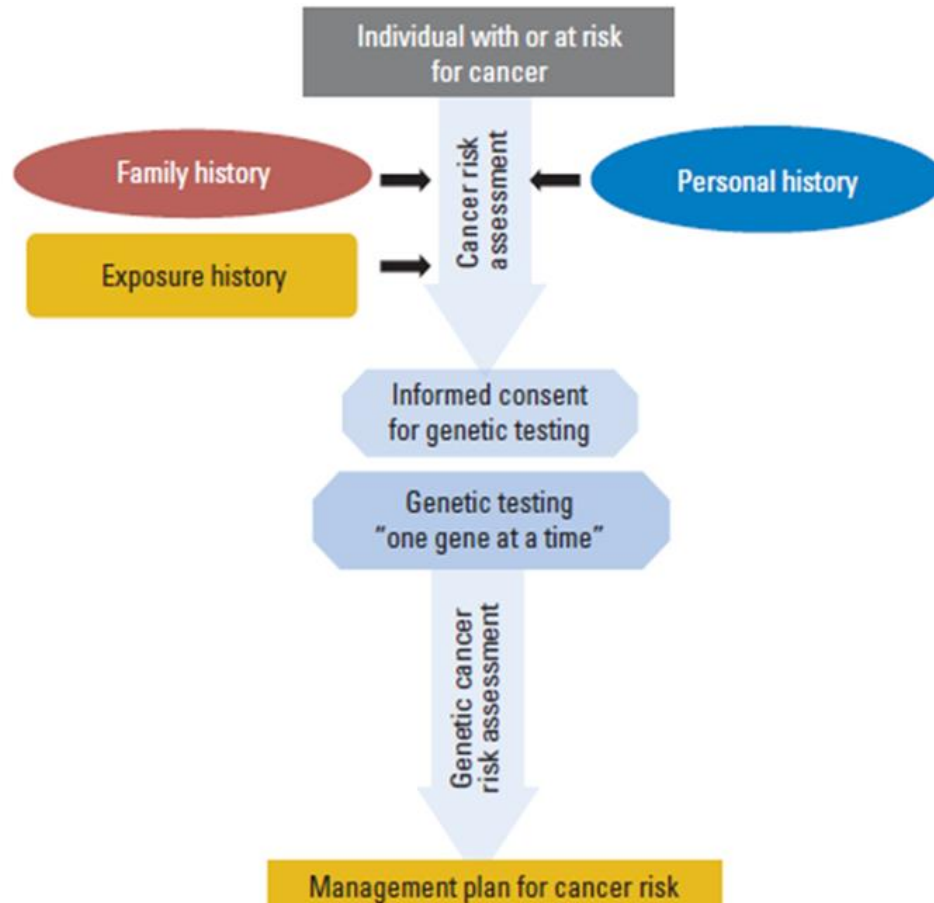 Individual with or at risk
for cancer
Family history
Cancer risk
assessment
Personal history
Exposure history
Informed consent
for genetic testing
Genetic testing
“one gene at a time”
Genetic cancer
risk assessment
Management plan for cancer risk